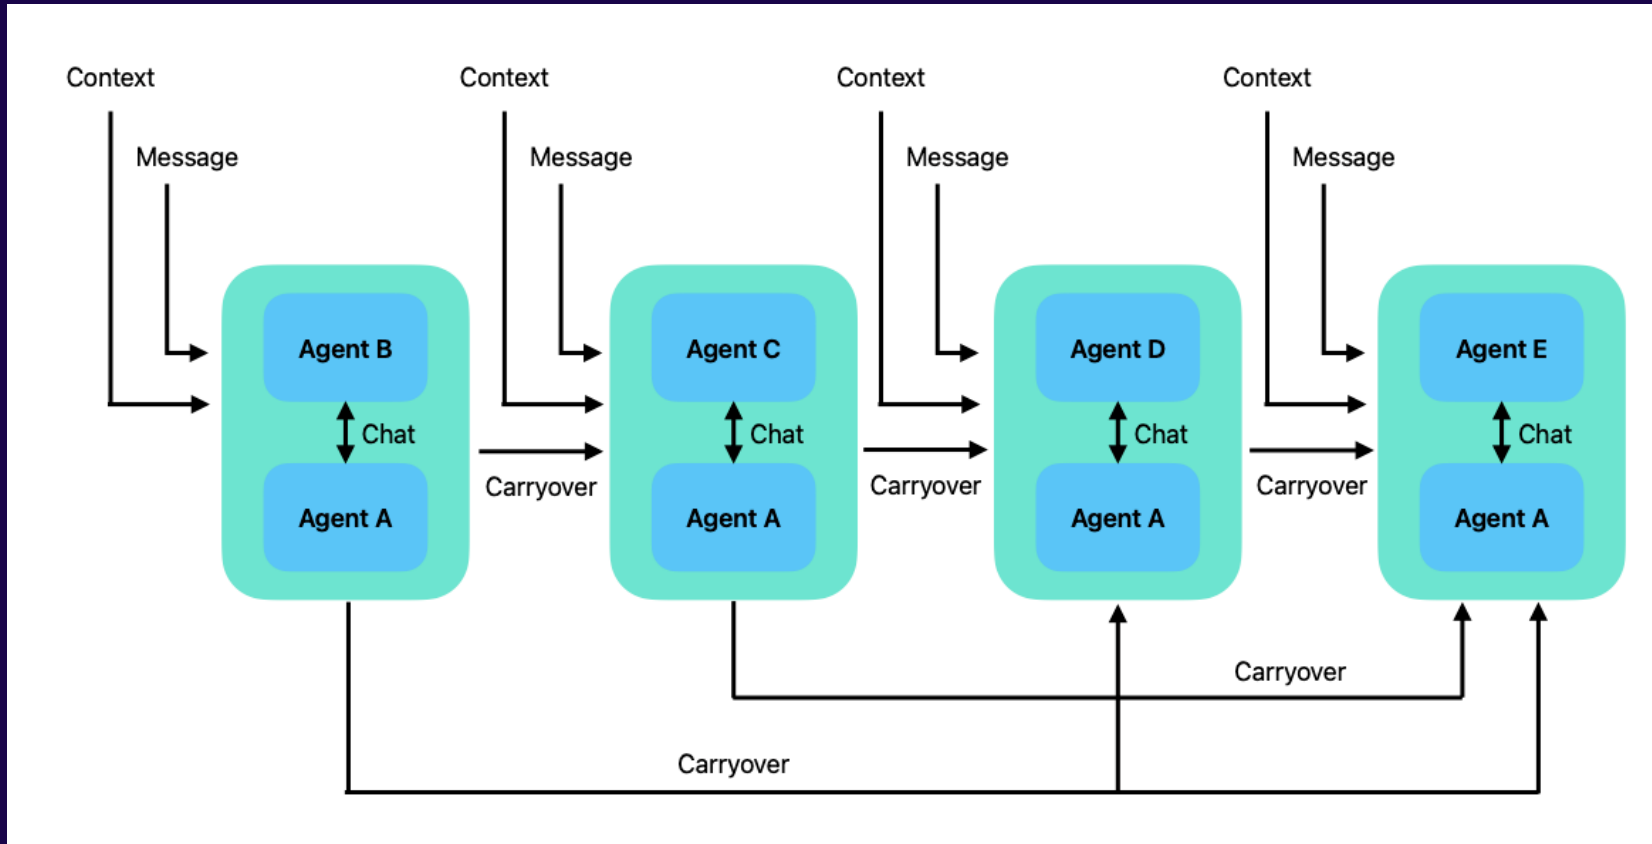 Context
Context
Context
Context
Message
Message
Message
Message
Agent B
Agent C
Agent D
Agent E
Chat
Chat
Chat
Chat
Carryover
Carryover
Carryover
Agent A
Agent A
Agent A
Agent A
Carryover
Carryover